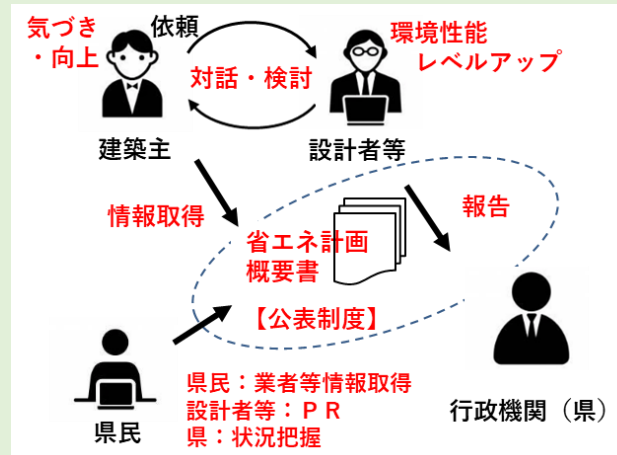 気づき
・向上
依頼
対話・検討
環境性能
レベルアップ
建築主
設計者等
情報取得
報告
省エネ計画
概要書
【公表制度】
県民
県民：業者等情報取得
設計者等：ＰＲ
県：状況把握
行政機関（県）